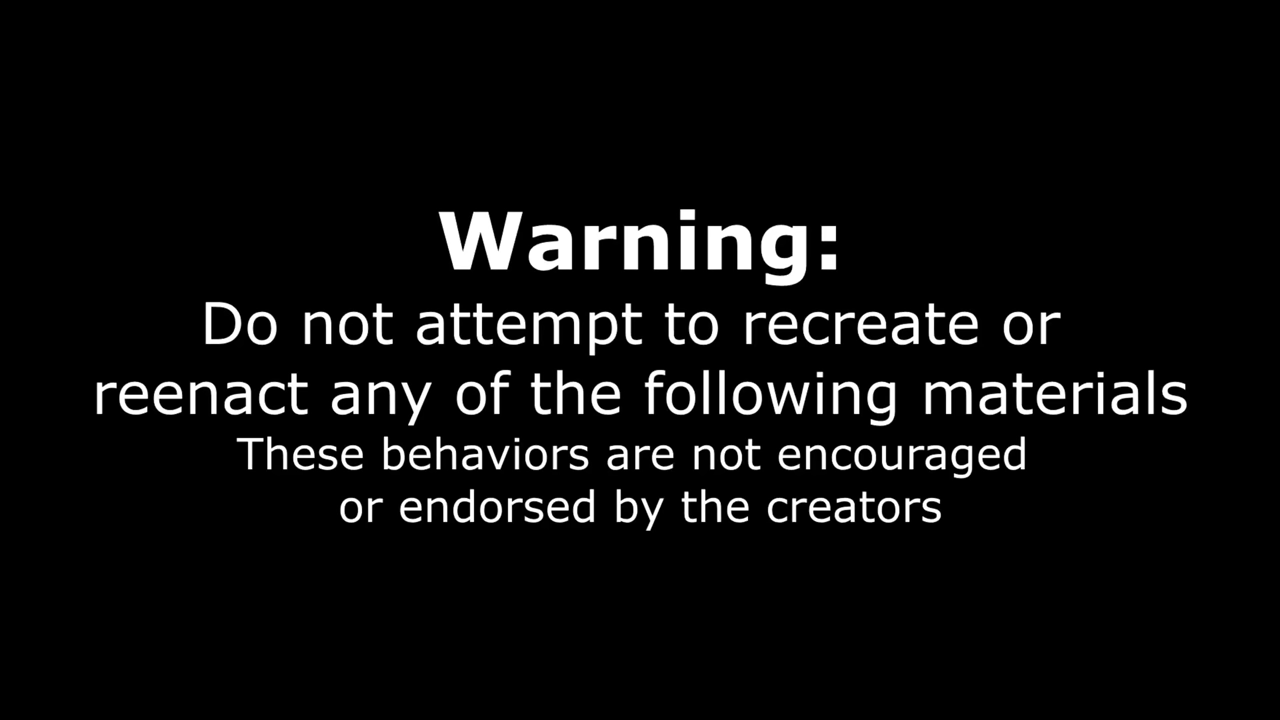 Warning:
Do not attempt to recreate or
reenact any of the following materials
These behaviors are not encouraged
or endorsed by the creators